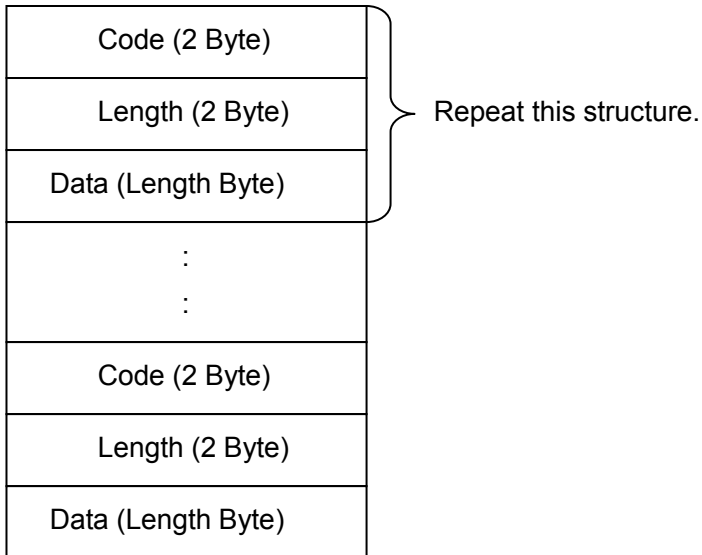 Code (2 Byte)
Length (2 Byte)
Repeat this structure.
Data (Length Byte)
:
:
Code (2 Byte)
Length (2 Byte)
Data (Length Byte)